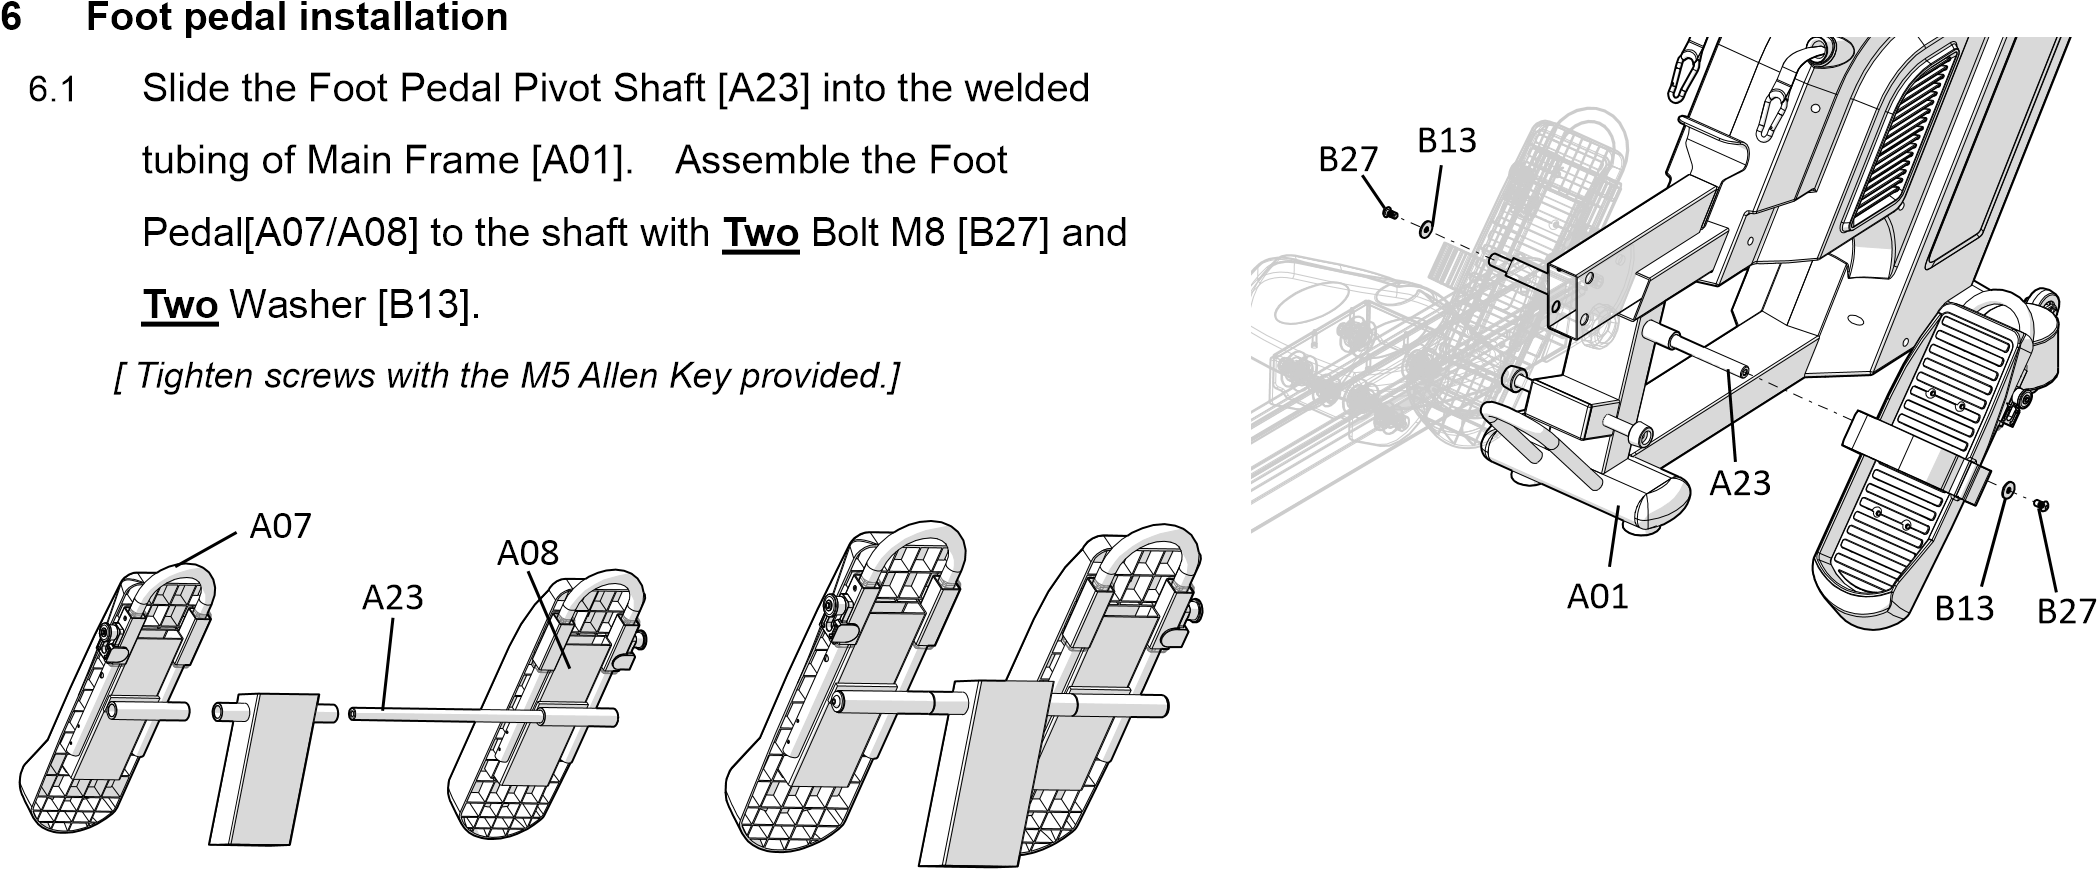 6 Foot pedal installation
6.1 Slide the Foot Pedal Pivot Shaft [A23] into the welded
tubing of Main Frame [A01]. Assemble the Foot
Pedal[A07/A08] to the shaft with Two Bolt M8 [B27] and
Two Washer [B13].
[ Tighten screws with the M5 Allen Key provided.]
A07
A23
A08
B27
B13
A23
A01
B13
B27